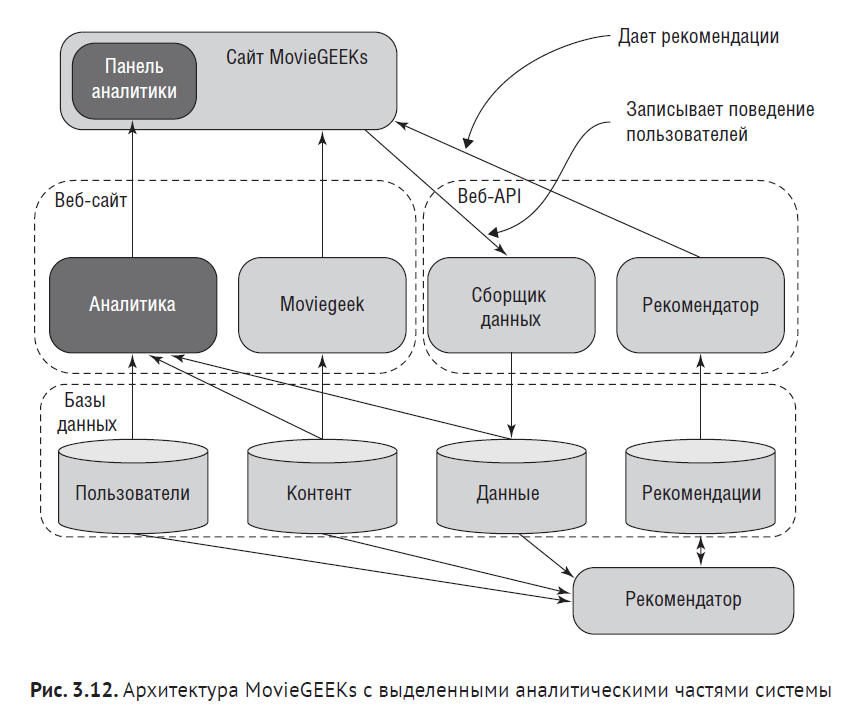 Панель
аналитики
Сайт MovieGEEKs
Дает рекомендации
Записывает поведение
пользователей
Веб-сайт
Веб-API
Аналитика
Moviegeek
Сборщик
данных
Рекомендатор
Базы
данных
Пользователи
Контент
Данные
Рекомендации
Рекомендатор
Рис. 3.12. Архитектура MovieGEEKs с выделенными аналитическими частями системы